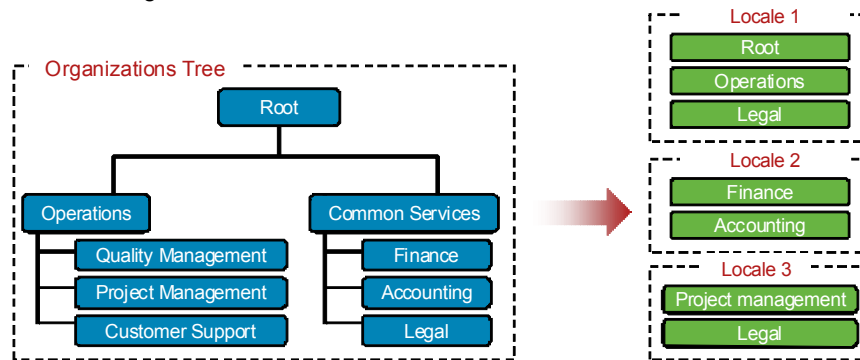 Organizations Tree
Root
Operations
Quality Management
Project Management
Customer Support
Common Services
Finance
Accounting
Legal
Locale 1
Root
Operations
Legal
Locale 2
Finance
Accounting
Locale 3
Project management
Legal